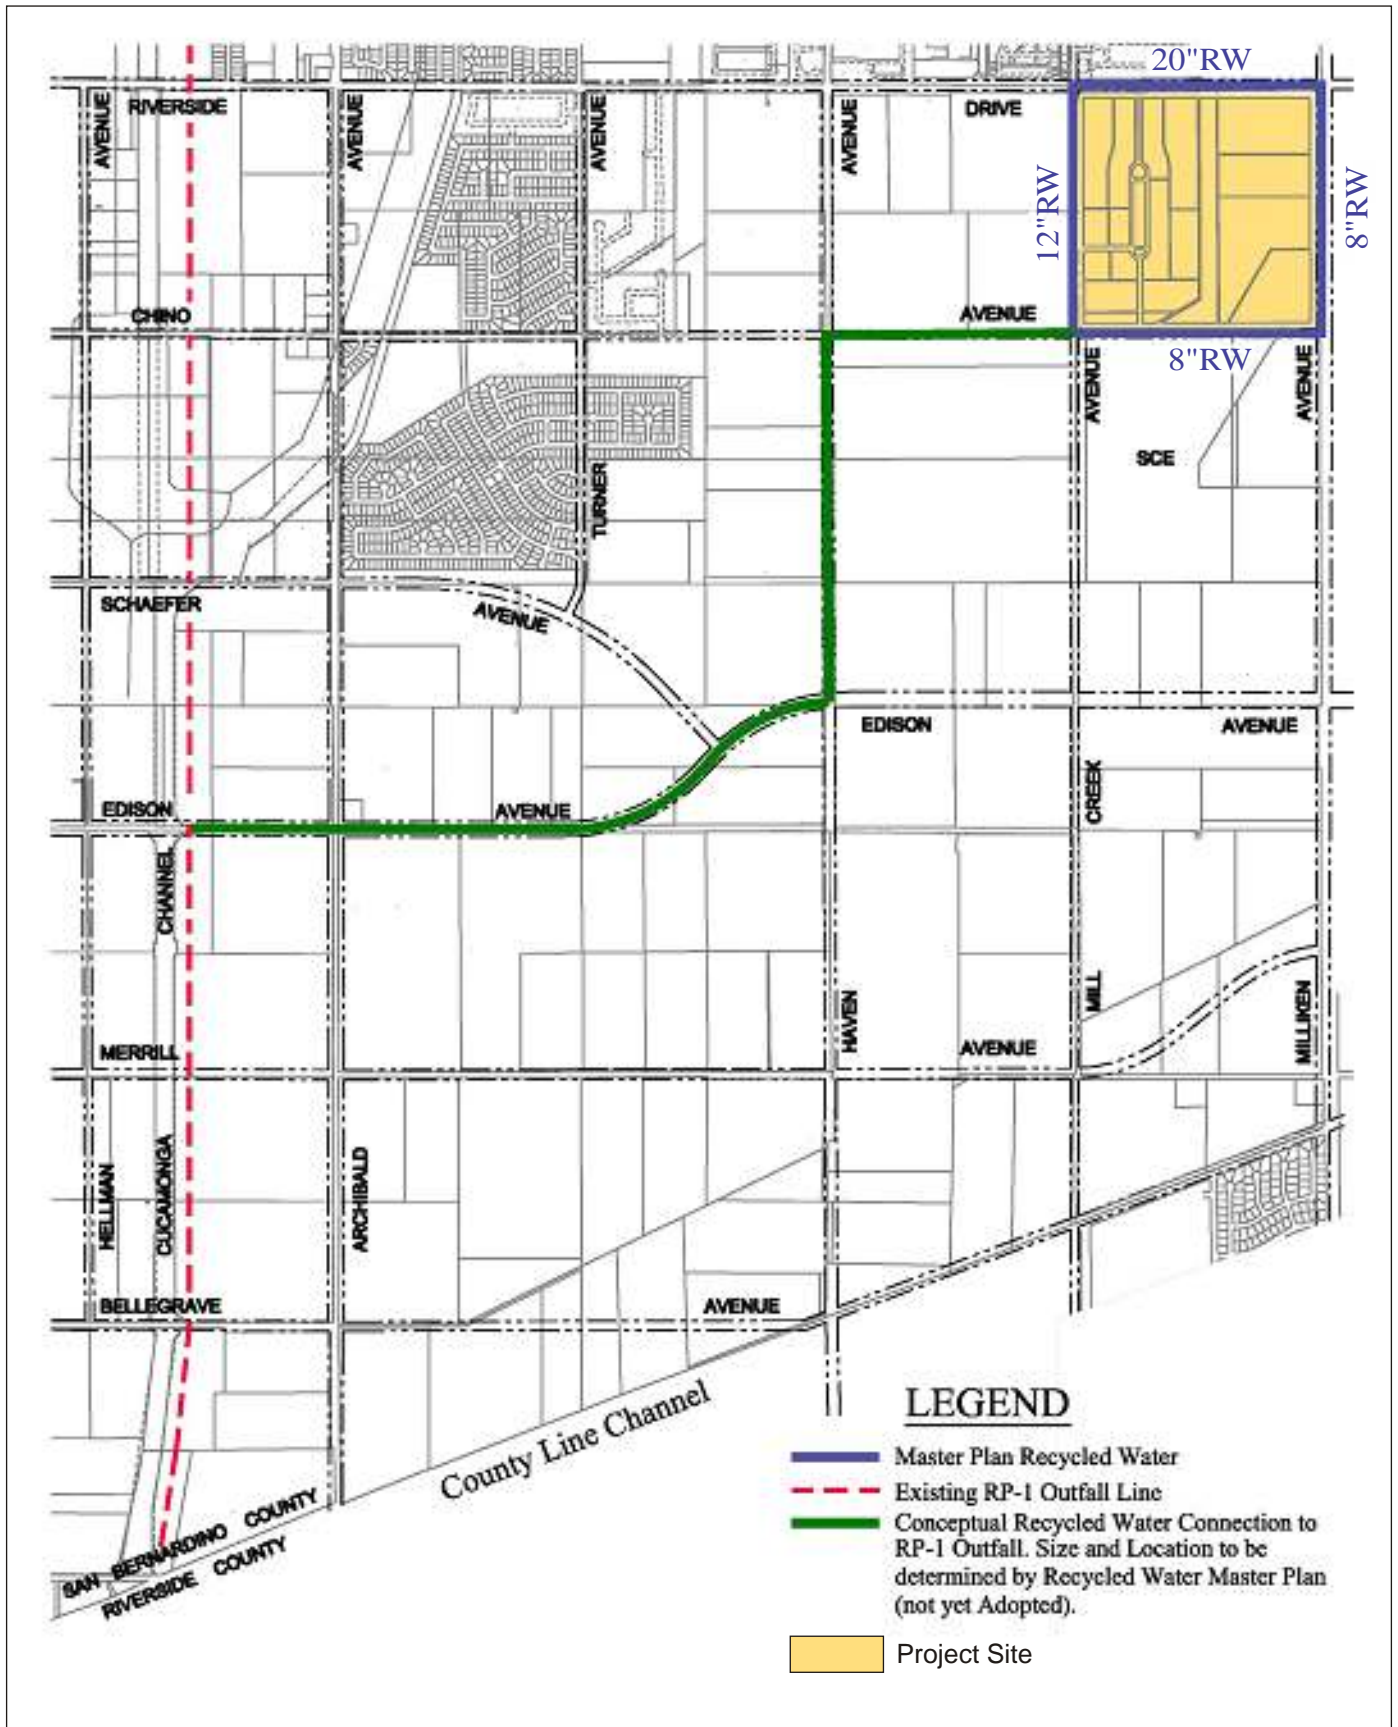 20"RW
RIVERSIDE
DRIVE
AVENUE
AVENUE
AVENUE
AVENUE
12"RW
8"RW
CHINO
AVENUE
8"RW
AVENUE
AVENUE
SCE
TURNER
SCHAEFER
AVENUE
EDISON
AVENUE
EDISON
AVENUE
CREEK
CHANNEL
MILL
HAVEN
MILLIKEN
MERRILL
AVENUE
HELLMAN
CUCAMONGA
ARCHIBALD
BELLEGRAVE
AVENUE
County Line Channel
SAN BERNARDINO COUNTY
RIVERSIDE COUNTY
LEGEND
Master Plan Recycled Water
Existing RP-1 Outfall Line
Conceptual Recycled Water Connection to
RP-1 Outfall. Size and Location to be
determined by Recycled Water Master Plan
(not yet Adopted).
Project Site